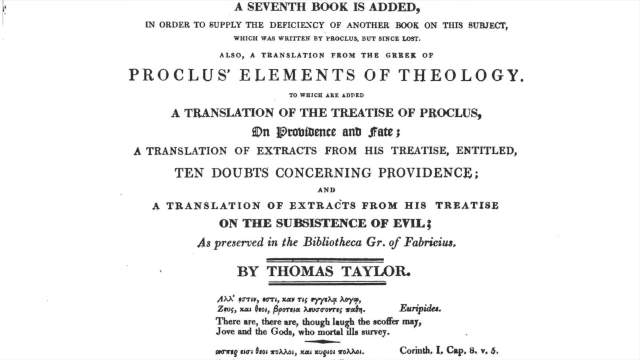 A SEVENTH BOOK IS ADDED,
IN ORDER TO SUPPLY THE DEFICIENCY OF ANOTHER BOOK ON THIS SUBJECT,
WHICH WAS WRITTEN BY PROCLUS, BUT SINCE LOST.
ALSO, A TRANSLATION FROM THE GREEK OF
PROCLUS' ELEMENTS OF THEOLOGY.
TO WHICH ARE ADDED
A TRANSLATION OF THE TREATISE OF PROCLUS,
On Providence and Fate;
A TRANSLATION OF EXTRACTS FROM HIS TREATISE, ENTITLED,
TEN DOUBTS CONCERNING PROVIDENCE;
AND
A TRANSLATION OF EXTRACTS FROM HIS TREATISE
ON THE SUBSISTENCE OF EVIL;
As preserved in the Bibliotheca Gr. of Fabricius.
BY THOMAS TAYLOR.
Αλλ' εστιν, εστι, καν τις εγγελᾳ λογῳ,
Ζευς, και θεοι, βροτεια λευσσοντες παθη. Euripides.
There are, there are, though laugh the scoffer may,
Jove and the Gods, who mortal ills survey.
ωσπερ εισι θεοι πολλοι, και κυριοι πολλοι. Corinth. I. Cap. 8. v. 5.